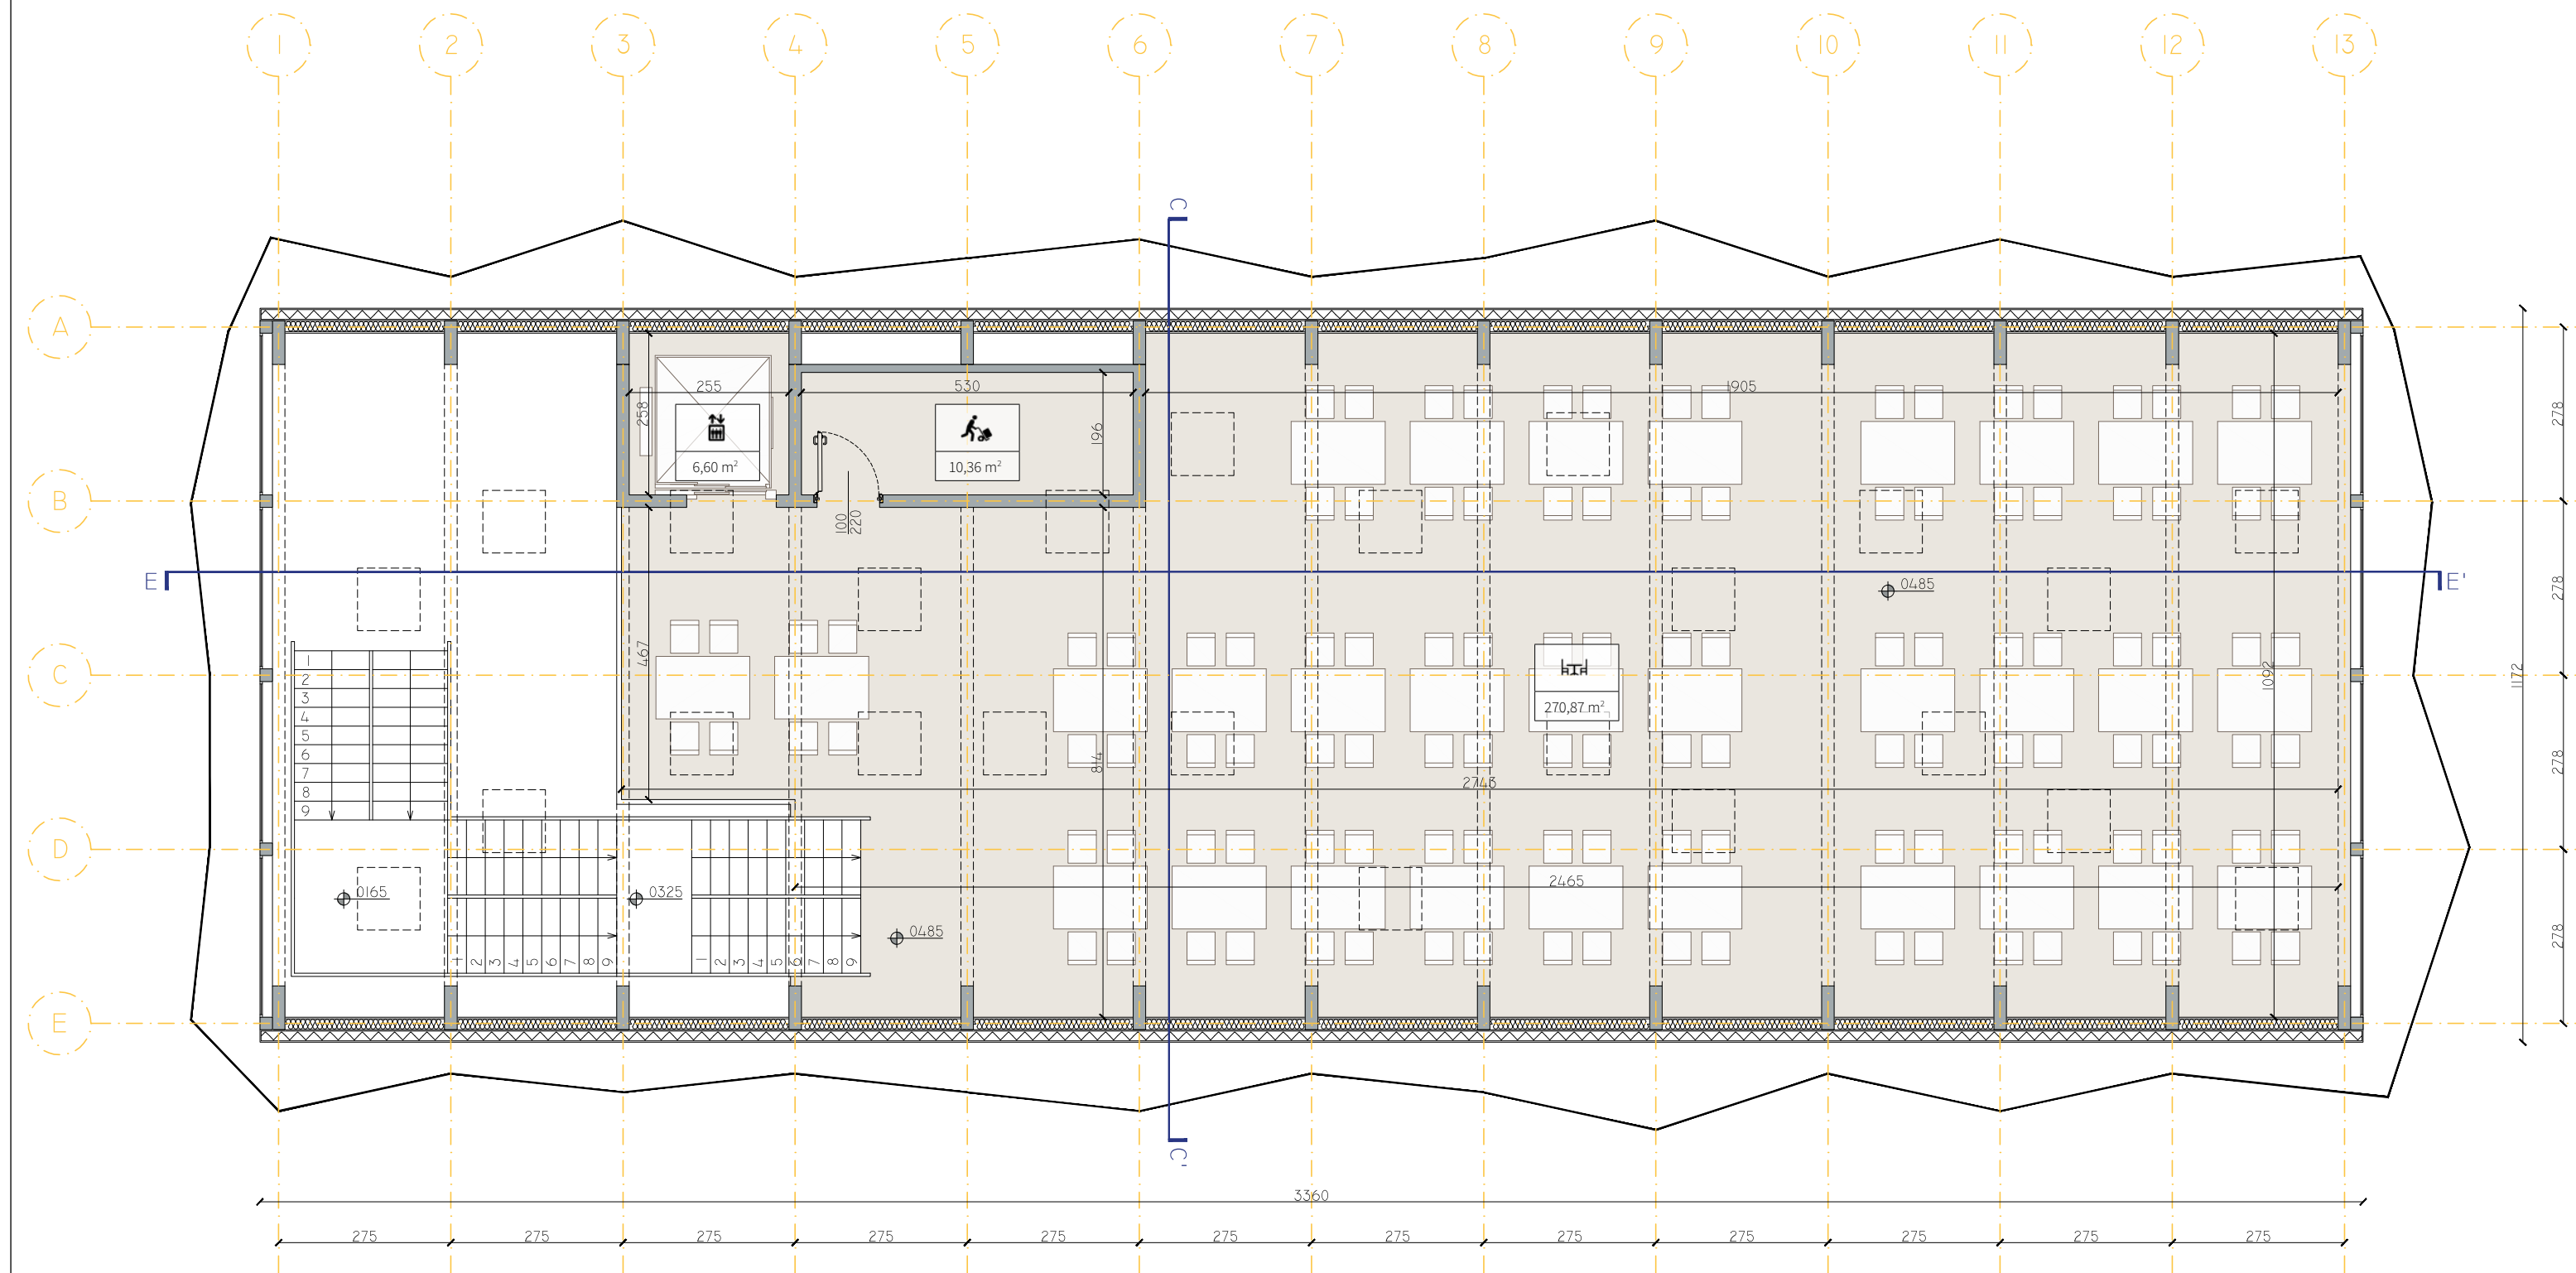 1 2 3 4 5 6 7 8 9 10 11 12 13
C
A
255 530 1905
258 196 278
6,60 m² 10,36 m²
B
100
220
E E'
0485
278
1
2
3
4
5
6
7
8
9
467
C
270,87 m²
1092 1172
814
2743
278
D
2465
0165 0325
0485
278
1 2 3 4 5 6 7 8 9 1 2 3 4 5 6 7 8 9
E
C'
3360
275 275 275 275 275 275 275 275 275 275 275 275